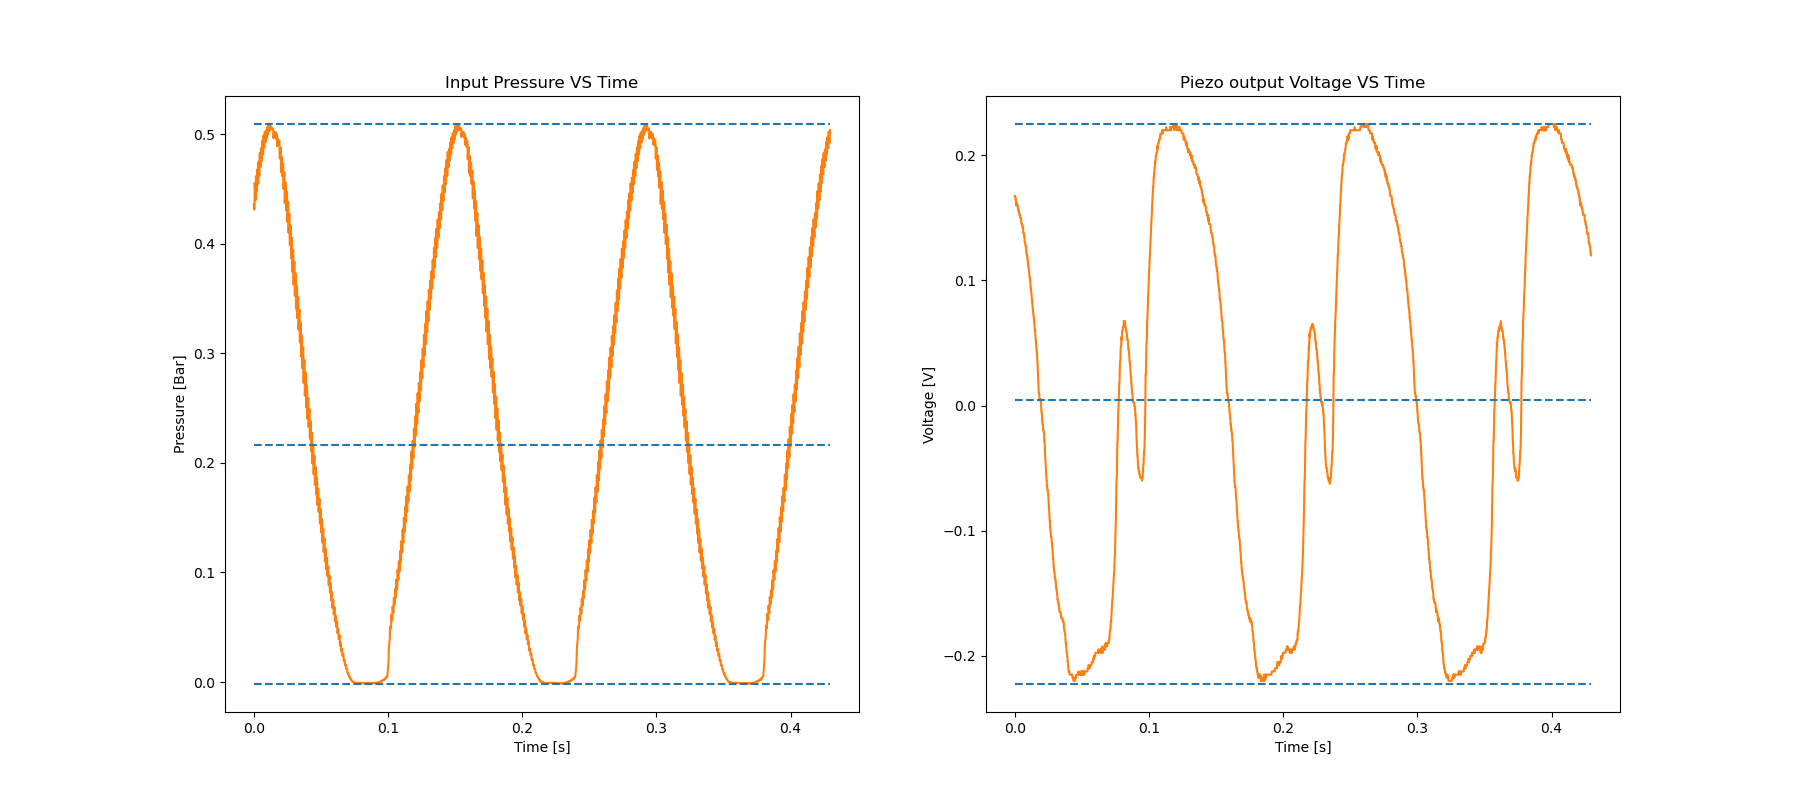 Input Pressure VS Time
Pressure [Bar]
0.5
0.4
0.3
0.2
0.1
0.0
0.0 0.1 0.2 0.3 0.4
Time [s]
Piezo output Voltage VS Time
Voltage [V]
0.2
0.1
0.0
−0.1
−0.2
0.0 0.1 0.2 0.3 0.4
Time [s]